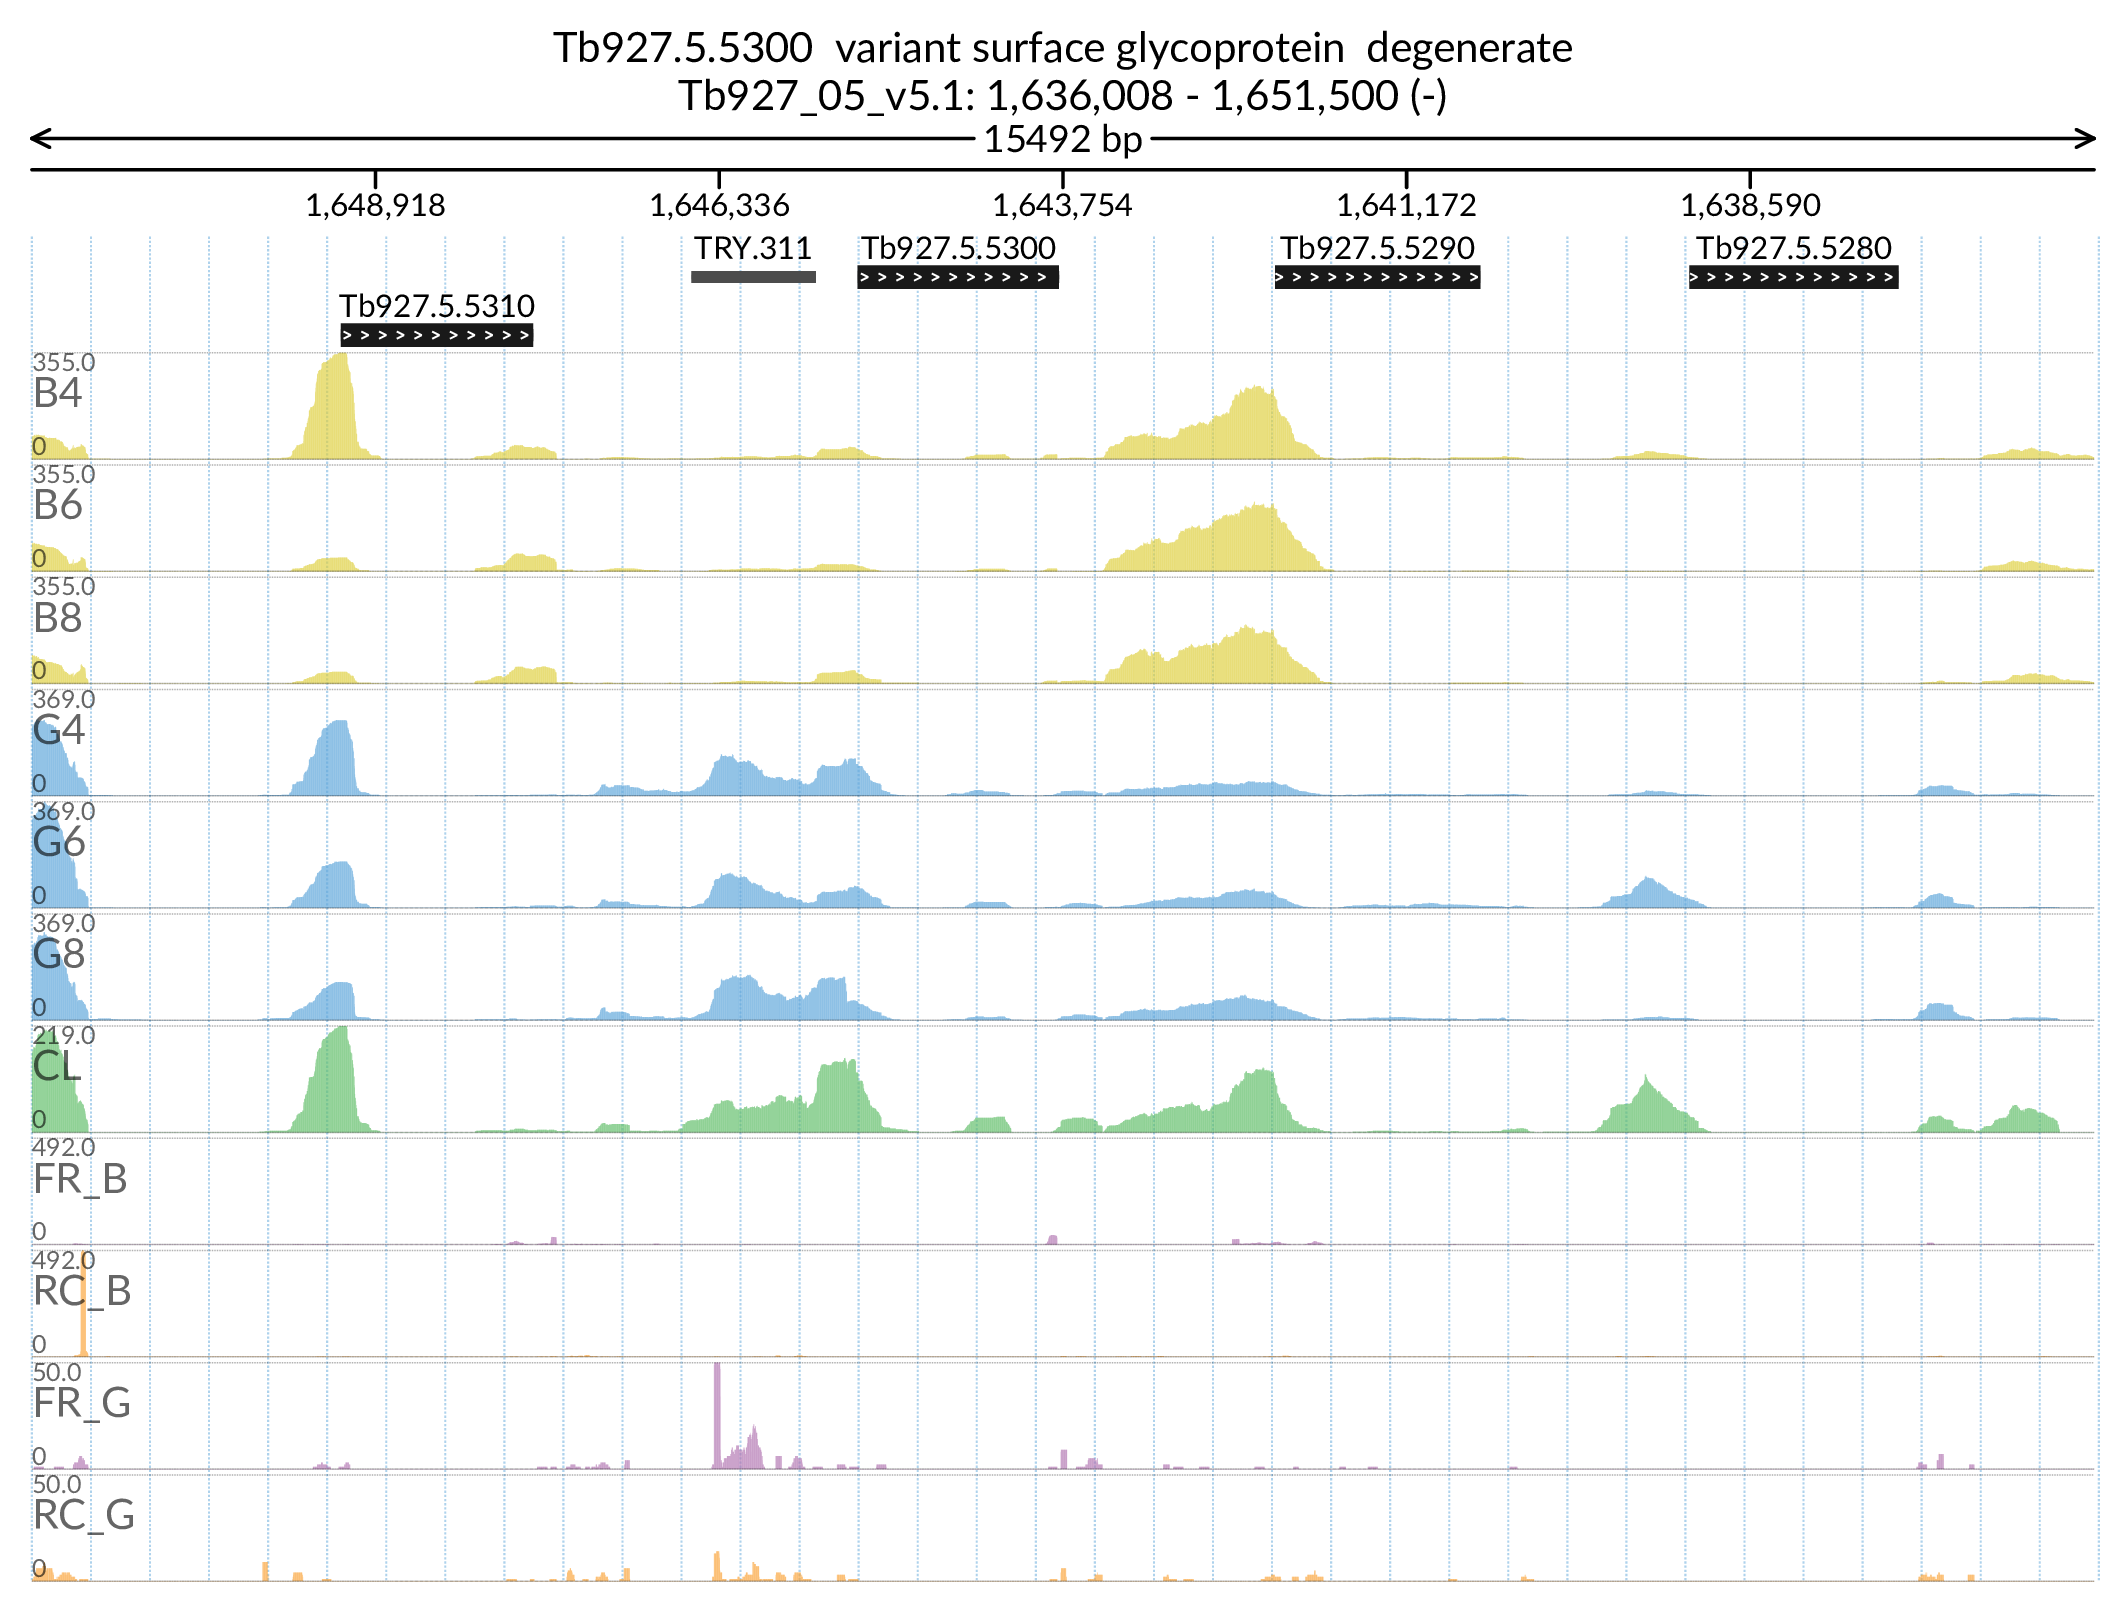 Tb927.5.5300  variant surface glycoprotein  degenerate
Tb927_05_v5.1: 1,636,008 - 1,651,500 (-)
15492 bp
1,648,918 1,646,336 1,643,754 1,641,172 1,638,590
TRY.311 Tb927.5.5300 Tb927.5.5290 Tb927.5.5280
> > > > > > > > > > > > > > > > > > > > > > > > > > > > > > > > > >
Tb927.5.5310
> > > > > > > > > > >
355.0
B4
0
355.0
B6
0
355.0
B8
0
369.0
G4
0
369.0
G6
0
369.0
G8
0
219.0
CL
0
492.0
FR_B
0
492.0
RC_B
0
50.0
FR_G
0
50.0
RC_G
0